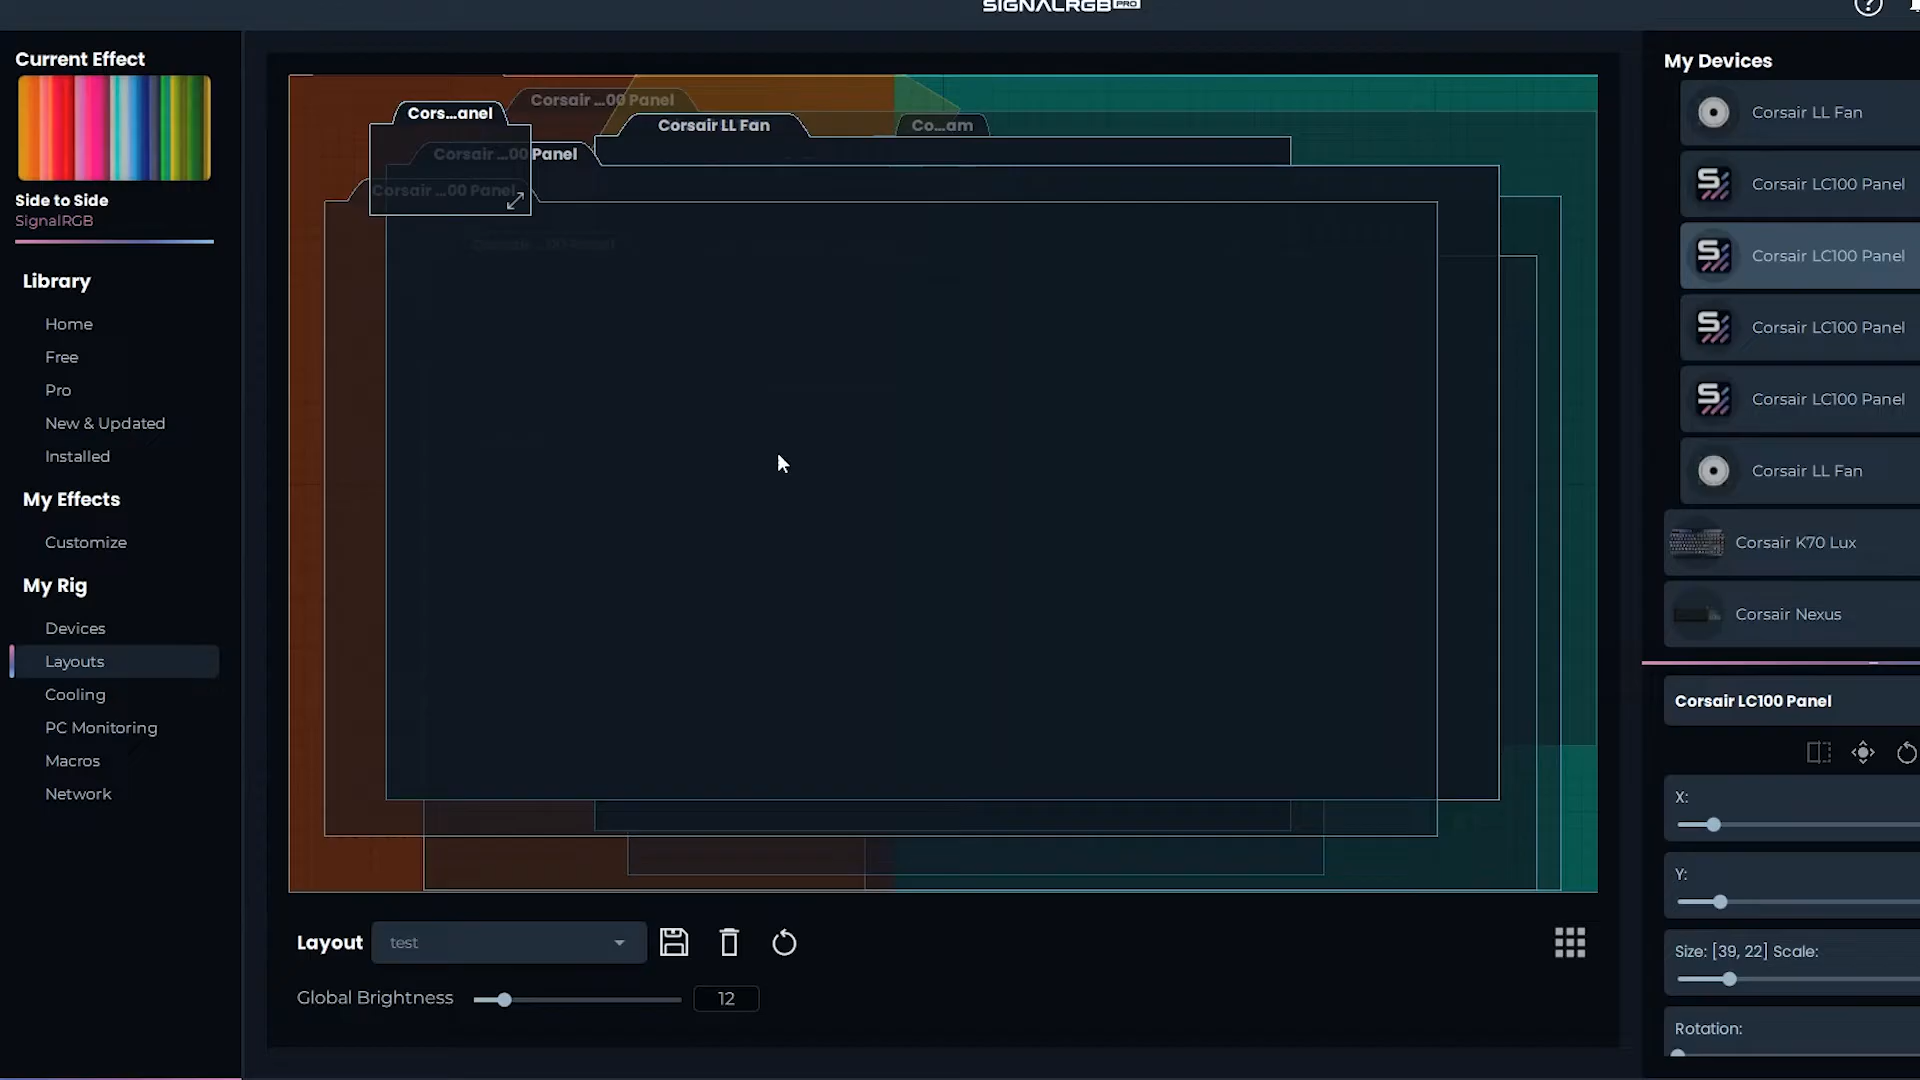 SIGNALRGB PRO
?
Current Effect
Side to Side
SignalRGB
Library
Home
Free
Pro
New & Updated
Installed
My Effects
Customize
My Rig
Devices
Layouts
Cooling
PC Monitoring
Macros
Network
Corsair ...00 Panel
Cors...anel
Corsair LL Fan
Co...am
Corsair ...00 Panel
Corsair ...00 Panel
Corsair ...00 Panel
Layout
test
Global Brightness
12
My Devices
Corsair LL Fan
Corsair LC100 Panel
Corsair LC100 Panel
Corsair LC100 Panel
Corsair LC100 Panel
Corsair LL Fan
Corsair K70 Lux
Corsair Nexus
Corsair LC100 Panel
X:
Y:
Size: [39, 22] Scale:
Rotation: